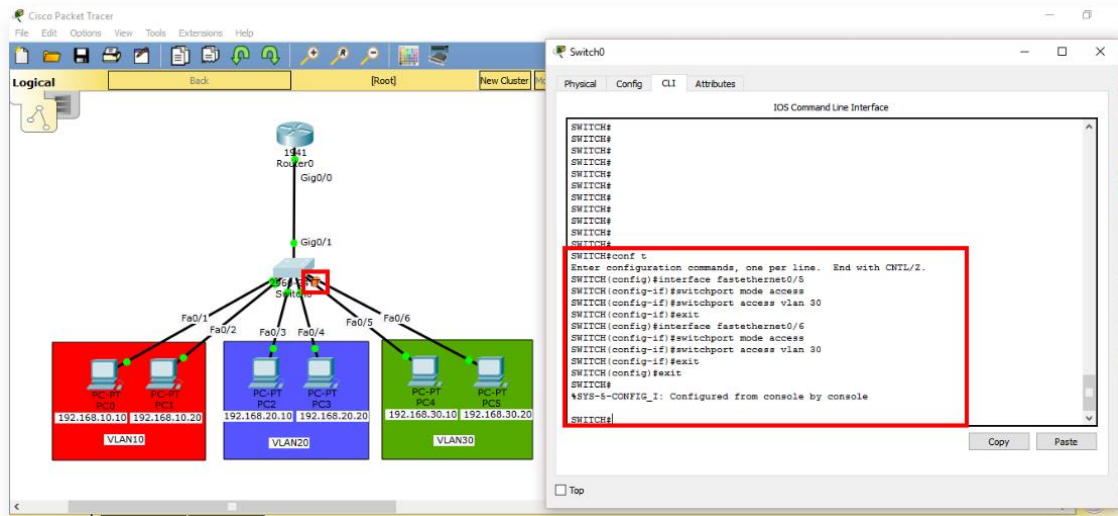 Cisco Packet Tracer
File Edit Options View Tools Extensions Help
Logical
Back
[Root]
New Cluster
1941
Router0
Gig0/0
Gig0/1
Fa0/1
Fa0/2
Fa0/3
Fa0/4
Fa0/5
Fa0/6
PC-PT
PC0
192.168.10.10
PC-PT
PC1
192.168.10.20
VLAN10
PC-PT
PC2
192.168.20.10
PC-PT
PC3
192.168.20.20
VLAN20
PC-PT
PC4
192.168.30.10
PC-PT
PC5
192.168.30.20
VLAN30
Switch0
Physical Config CLI Attributes
IOS Command Line Interface
SWITCH#
SWITCH#
SWITCH#
SWITCH#
SWITCH#
SWITCH#
SWITCH#
SWITCH#
SWITCH#
SWITCH#
SWITCH#
SWITCH#conf t
Enter configuration commands, one per line. End with CNTL/Z.
SWITCH(config)#interface fastethernet0/5
SWITCH(config-if)#switchport mode access
SWITCH(config-if)#switchport access vlan 30
SWITCH(config-if)#exit
SWITCH(config)#interface fastethernet0/6
SWITCH(config-if)#switchport mode access
SWITCH(config-if)#switchport access vlan 30
SWITCH(config-if)#exit
SWITCH(config)#exit
SWITCH#
%SYS-5-CONFIG_I: Configured from console by console
SWITCH#
Copy Paste
Top